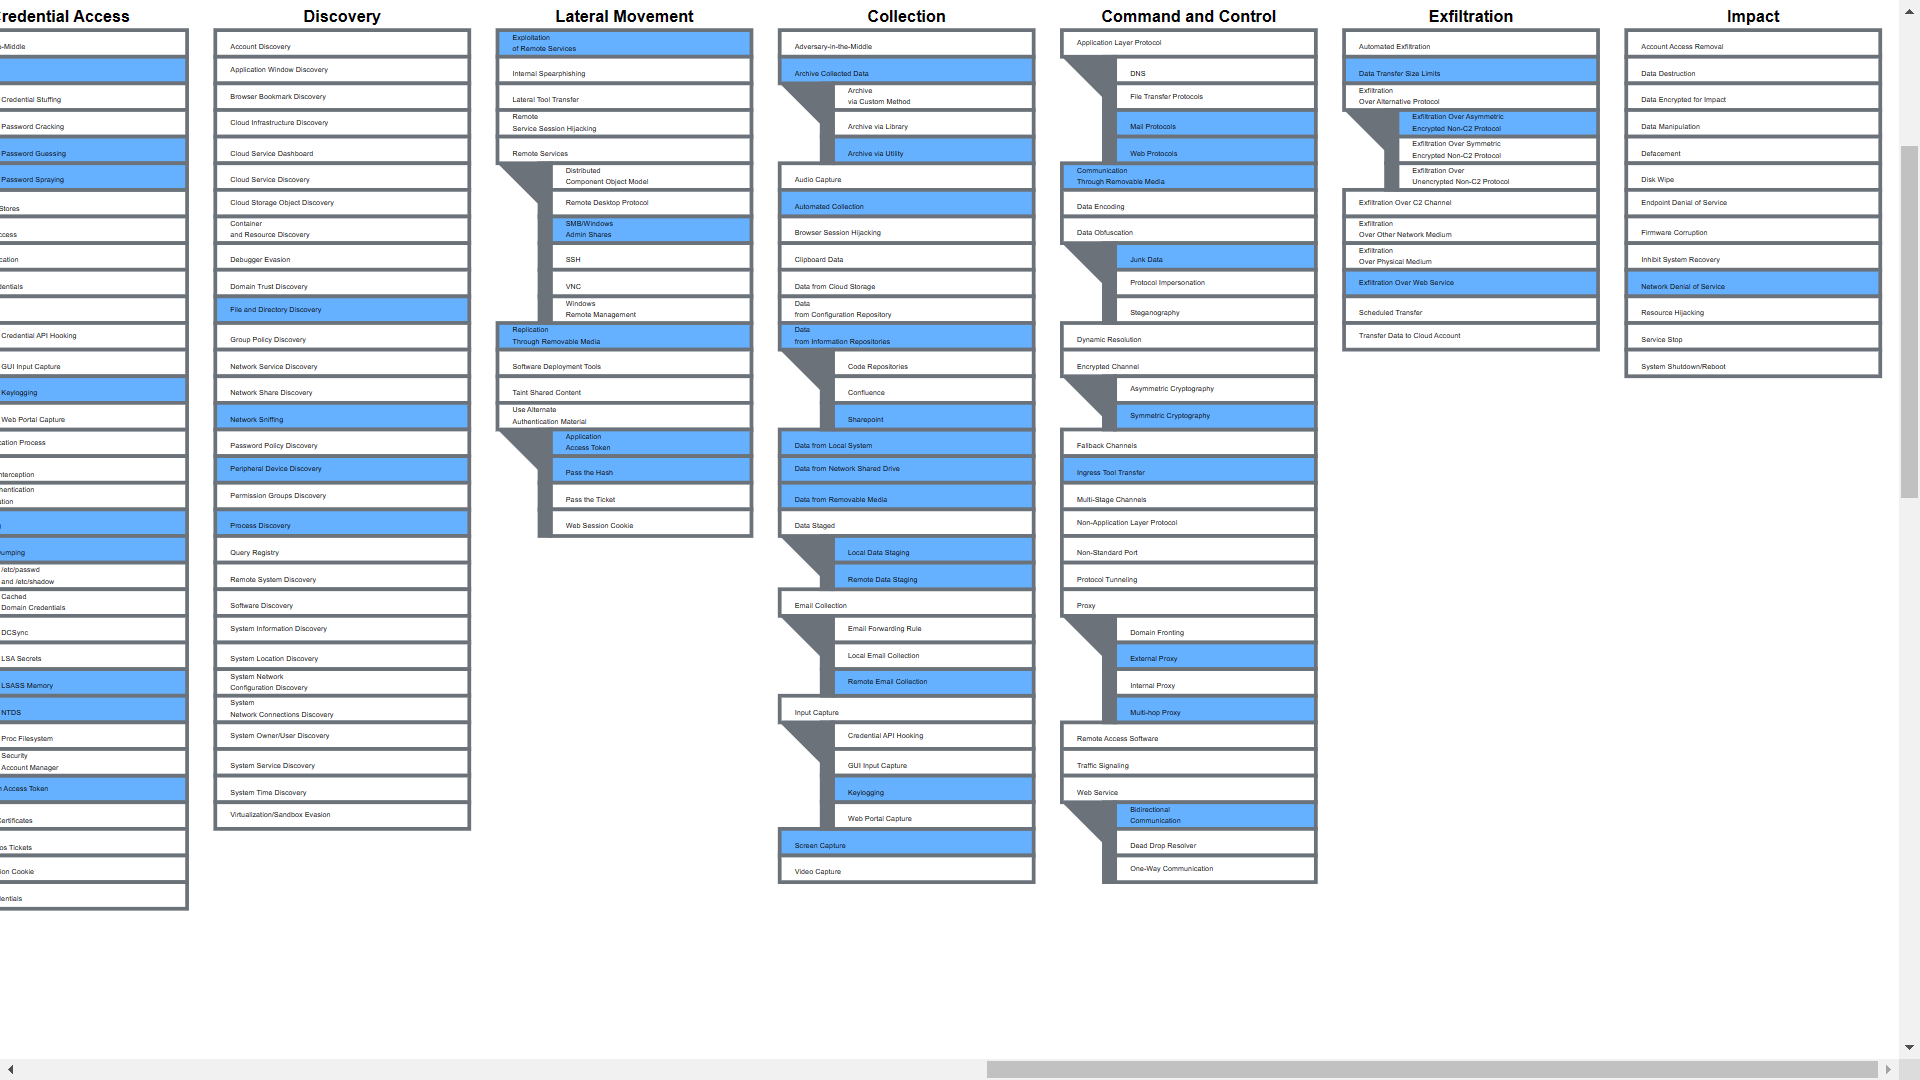 redential Access
-Middle
Credential Stuffing
Password Cracking
Password Guessing
Password Spraying
Stores
ccess
cation
dentials
Credential API Hooking
GUI Input Capture
Keylogging
Web Portal Capture
cation Process
nterception
hentication
tion
umping
/etc/passwd
and /etc/shadow
Cached
Domain Credentials
DCSync
LSA Secrets
LSASS Memory
NTDS
Proc Filesystem
Security
Account Manager
n Access Token
Certificates
os Tickets
ion Cookie
dentials
Discovery
Account Discovery
Application Window Discovery
Browser Bookmark Discovery
Cloud Infrastructure Discovery
Cloud Service Dashboard
Cloud Service Discovery
Cloud Storage Object Discovery
Container
and Resource Discovery
Debugger Evasion
Domain Trust Discovery
File and Directory Discovery
Group Policy Discovery
Network Service Discovery
Network Share Discovery
Network Sniffing
Password Policy Discovery
Peripheral Device Discovery
Permission Groups Discovery
Process Discovery
Query Registry
Remote System Discovery
Software Discovery
System Information Discovery
System Location Discovery
System Network
Configuration Discovery
System
Network Connections Discovery
System Owner/User Discovery
System Service Discovery
System Time Discovery
Virtualization/Sandbox Evasion
Lateral Movement
Exploitation
of Remote Services
Internal Spearphishing
Lateral Tool Transfer
Remote
Service Session Hijacking
Remote Services
Distributed
Component Object Model
Remote Desktop Protocol
SMB/Windows
Admin Shares
SSH
VNC
Windows
Remote Management
Replication
Through Removable Media
Software Deployment Tools
Taint Shared Content
Use Alternate
Authentication Material
Application
Access Token
Pass the Hash
Pass the Ticket
Web Session Cookie
Collection
Adversary-in-the-Middle
Archive Collected Data
Archive
via Custom Method
Archive via Library
Archive via Utility
Audio Capture
Automated Collection
Browser Session Hijacking
Clipboard Data
Data from Cloud Storage
Data
from Configuration Repository
Data
from Information Repositories
Code Repositories
Confluence
Sharepoint
Data from Local System
Data from Network Shared Drive
Data from Removable Media
Data Staged
Local Data Staging
Remote Data Staging
Email Collection
Email Forwarding Rule
Local Email Collection
Remote Email Collection
Input Capture
Credential API Hooking
GUI Input Capture
Keylogging
Web Portal Capture
Screen Capture
Video Capture
Command and Control
Application Layer Protocol
DNS
File Transfer Protocols
Mail Protocols
Web Protocols
Communication
Through Removable Media
Data Encoding
Data Obfuscation
Junk Data
Protocol Impersonation
Steganography
Dynamic Resolution
Encrypted Channel
Asymmetric Cryptography
Symmetric Cryptography
Fallback Channels
Ingress Tool Transfer
Multi-Stage Channels
Non-Application Layer Protocol
Non-Standard Port
Protocol Tunneling
Proxy
Domain Fronting
External Proxy
Internal Proxy
Multi-hop Proxy
Remote Access Software
Traffic Signaling
Web Service
Bidirectional
Communication
Dead Drop Resolver
One-Way Communication
Exfiltration
Automated Exfiltration
Data Transfer Size Limits
Exfiltration
Over Alternative Protocol
Exfiltration Over Asymmetric
Encrypted Non-C2 Protocol
Exfiltration Over Symmetric
Encrypted Non-C2 Protocol
Exfiltration Over
Unencrypted Non-C2 Protocol
Exfiltration Over C2 Channel
Exfiltration
Over Other Network Medium
Exfiltration
Over Physical Medium
Exfiltration Over Web Service
Scheduled Transfer
Transfer Data to Cloud Account
Impact
Account Access Removal
Data Destruction
Data Encrypted for Impact
Data Manipulation
Defacement
Disk Wipe
Endpoint Denial of Service
Firmware Corruption
Inhibit System Recovery
Network Denial of Service
Resource Hijacking
Service Stop
System Shutdown/Reboot